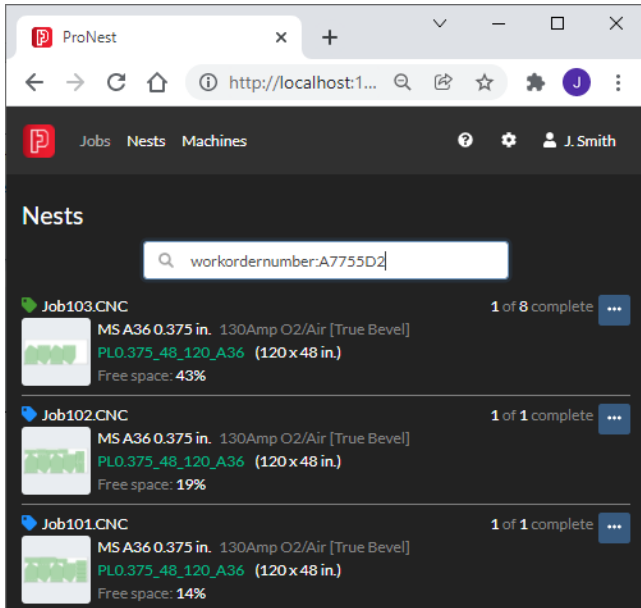 ProNest
http://localhost:1...
J
Jobs Nests Machines
J. Smith
Nests
workordernumber:A7755D2
Job103.CNC 1 of 8 complete
MS A36 0.375 in. 130Amp O2/Air [True Bevel]
PL0.375_48_120_A36 (120 x 48 in.)
Free space: 43%
Job102.CNC 1 of 1 complete
MS A36 0.375 in. 130Amp O2/Air [True Bevel]
PL0.375_48_120_A36 (120 x 48 in.)
Free space: 19%
Job101.CNC 1 of 1 complete
MS A36 0.375 in. 130Amp O2/Air [True Bevel]
PL0.375_48_120_A36 (120 x 48 in.)
Free space: 14%